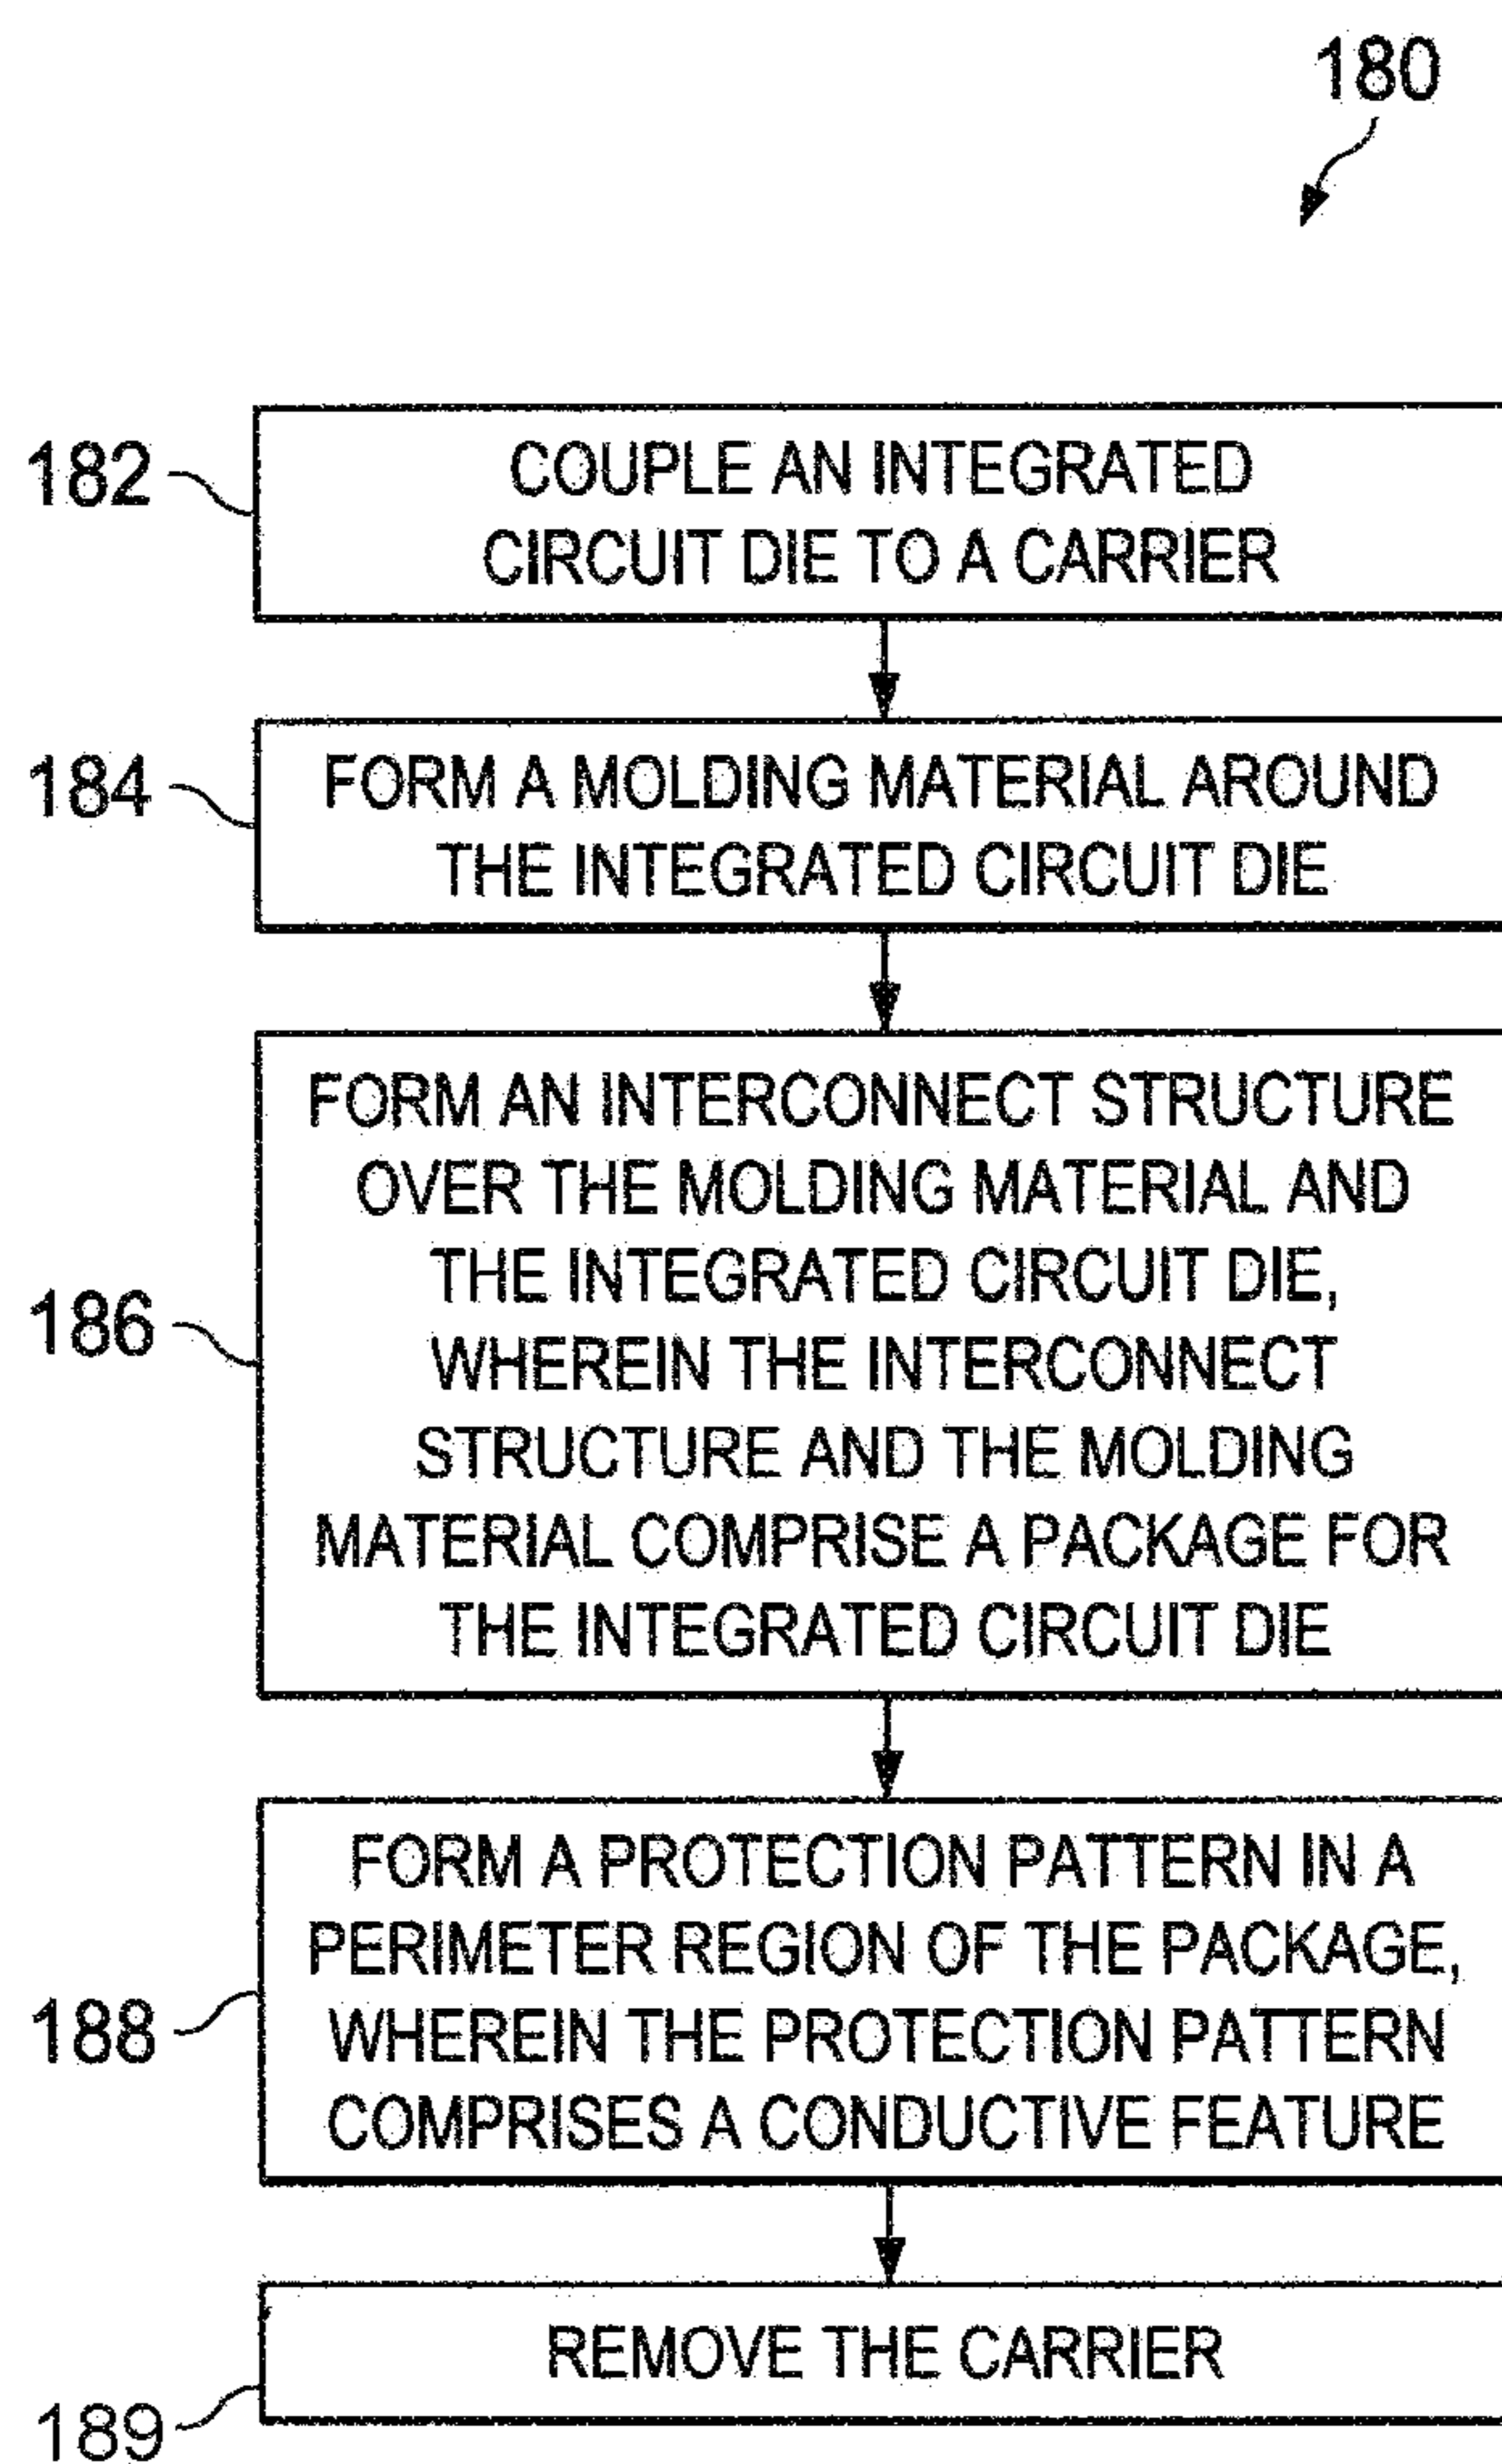 180
182
COUPLE AN INTEGRATED
CIRCUIT DIE TO A CARRIER
184
FORM A MOLDING MATERIAL AROUND
THE INTEGRATED CIRCUIT DIE
186
FORM AN INTERCONNECT STRUCTURE
OVER THE MOLDING MATERIAL AND
THE INTEGRATED CIRCUIT DIE,
WHEREIN THE INTERCONNECT
STRUCTURE AND THE MOLDING
MATERIAL COMPRISE A PACKAGE FOR
THE INTEGRATED CIRCUIT DIE
188
FORM A PROTECTION PATTERN IN A
PERIMETER REGION OF THE PACKAGE,
WHEREIN THE PROTECTION PATTERN
COMPRISES A CONDUCTIVE FEATURE
189
REMOVE THE CARRIER